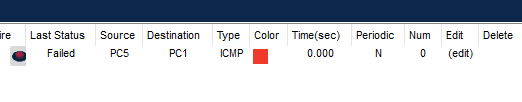 ire Last Status Source Destination Type Color Time(sec) Periodic Num Edit Delete
Failed PC5 PC1 ICMP 0.000 N 0 (edit)